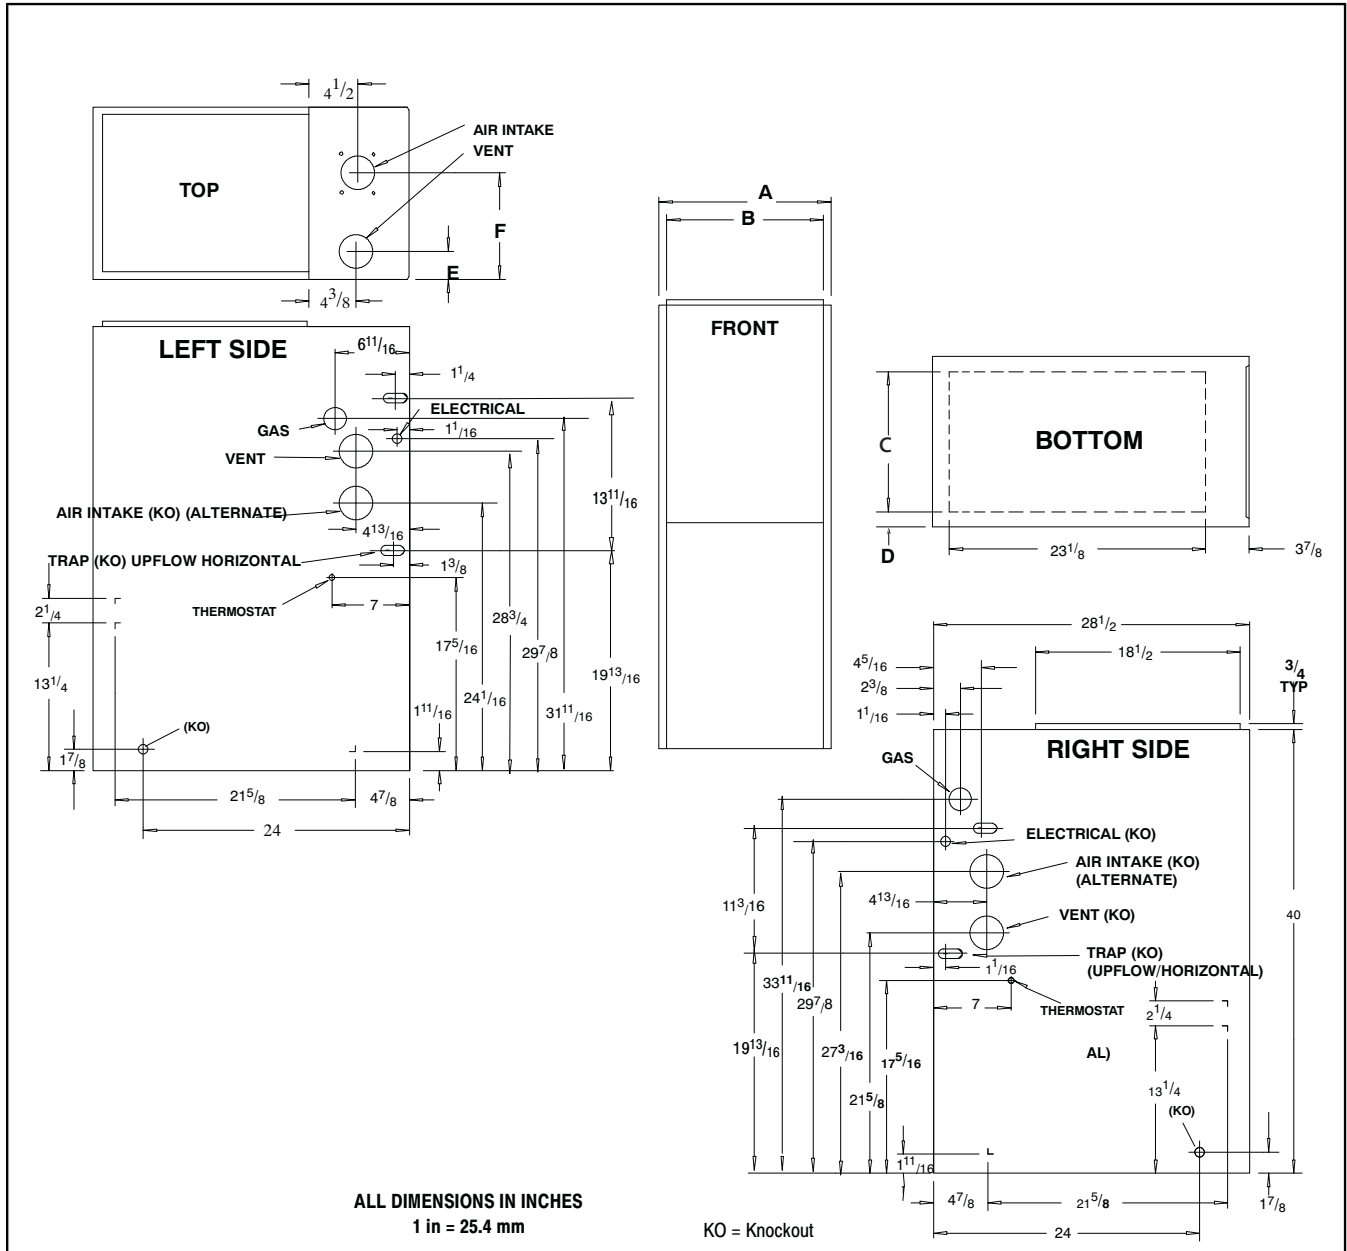 4 1/2
AIR INTAKE
VENT
TOP
F
E
4 3/8
A
B
FRONT
LEFT SIDE
6 11/16
1 1/4
ELECTRICAL
1 1/16
GAS
VENT
AIR INTAKE (KO) (ALTERNATE)
4 13/16
13 11/16
TRAP (KO) UPFLOW HORIZONTAL
1 3/8
THERMOSTAT
7
2 1/4
28 3/4
17 5/16
29 7/8
19 13/16
13 1/4
24 1/16
31 11/16
1 11/16
(KO)
1 7/8
21 5/8
4 7/8
24
C
BOTTOM
D
23 1/8
3 7/8
28 1/2
18 1/2
4 5/16
2 3/8
1 1/16
3/4
TYP
RIGHT SIDE
GAS
ELECTRICAL (KO)
AIR INTAKE (KO)
(ALTERNATE)
4 13/16
11 3/16
VENT (KO)
40
TRAP (KO)
(UPFLOW/HORIZONTAL)
1 1/16
33 11/16
29 7/8
7
THERMOSTAT
2 1/4
19 13/16
27 3/16
17 5/16
AL)
21 5/8
13 1/4
(KO)
1 11/16
4 7/8
21 5/8
1 7/8
24
ALL DIMENSIONS IN INCHES
1 in = 25.4 mm
KO = Knockout